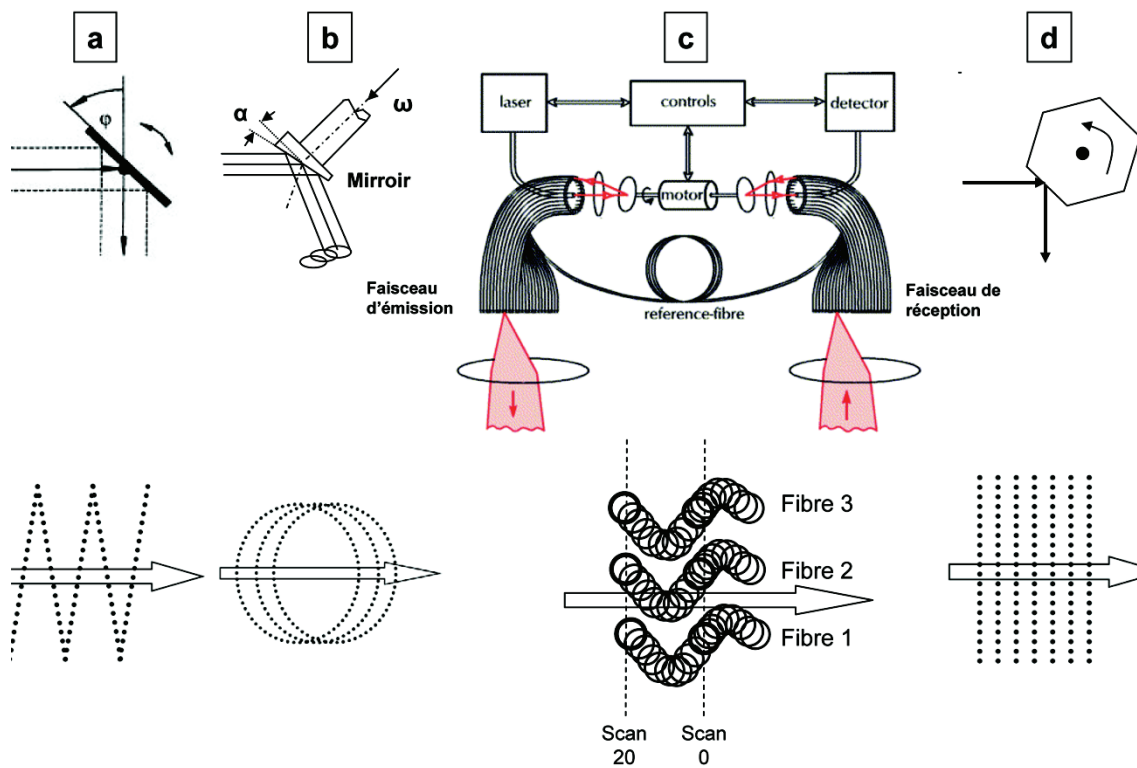 a
b
c
d
φ
α
ω
Mirroir
laser
controls
detector
motor
Faisceau
d'émission
reference-fibre
Faisceau de
réception
Fibre 3
Fibre 2
Fibre 1
Scan
20
Scan
0